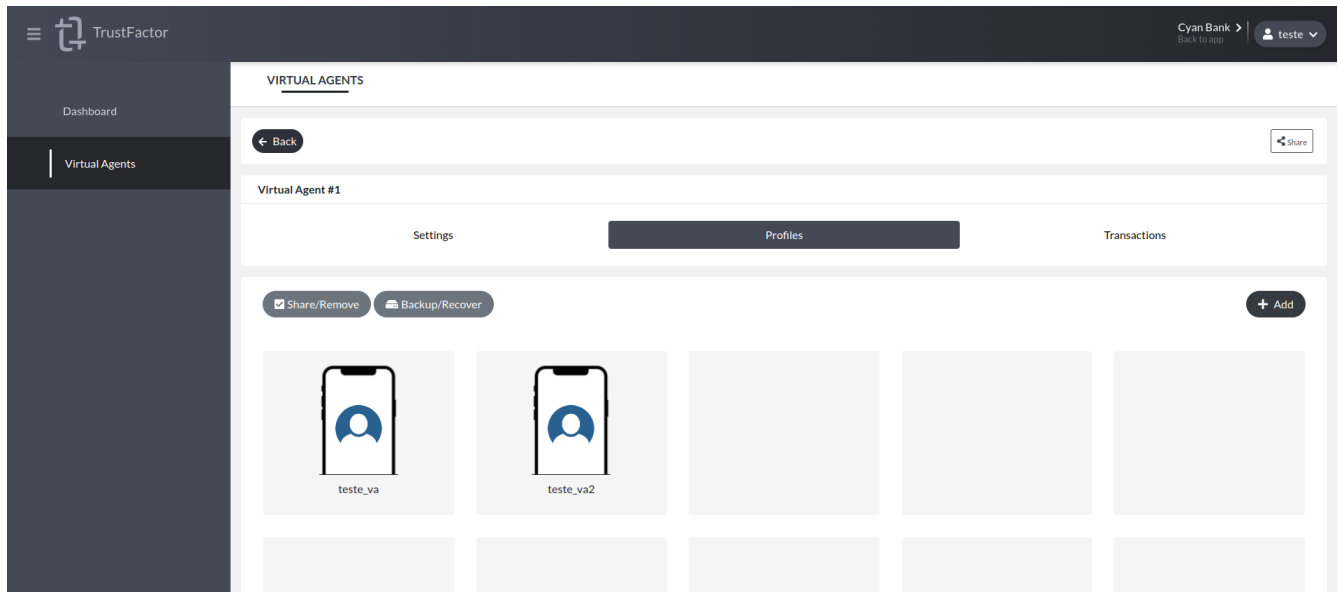 TrustFactor
Cyan Bank
Back to app
teste
Dashboard
Virtual Agents
VIRTUAL AGENTS
Back
Share
Virtual Agent #1
Settings
Profiles
Transactions
Share/Remove
Backup/Recover
Add
teste_va
teste_va2